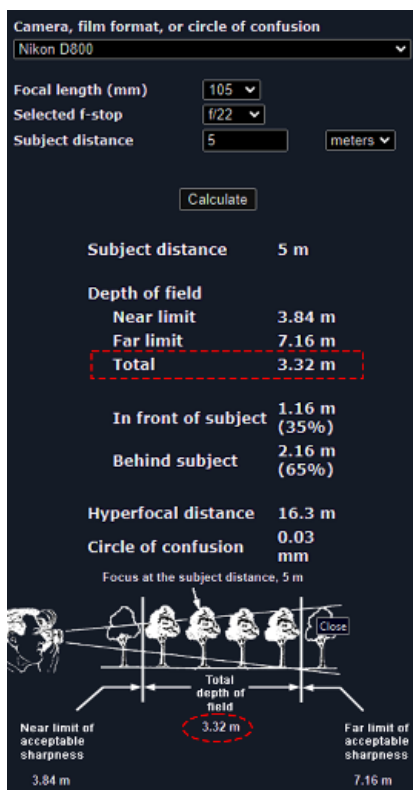 Camera, film format, or circle of confusion
Nikon D800
Focal length (mm) 105
Selected f-stop f/22
Subject distance 5 meters
Calculate
Subject distance 5 m
Depth of field
Near limit 3.84 m
Far limit 7.16 m
Total 3.32 m
In front of subject 1.16 m
(35%)
Behind subject 2.16 m
(65%)
Hyperfocal distance 16.3 m
Circle of confusion 0.03
mm
Focus at the subject distance, 5 m
Close
Total
depth of
field
3.32 m
Near limit of
acceptable
sharpness
3.84 m
Far limit of
acceptable
sharpness
7.16 m